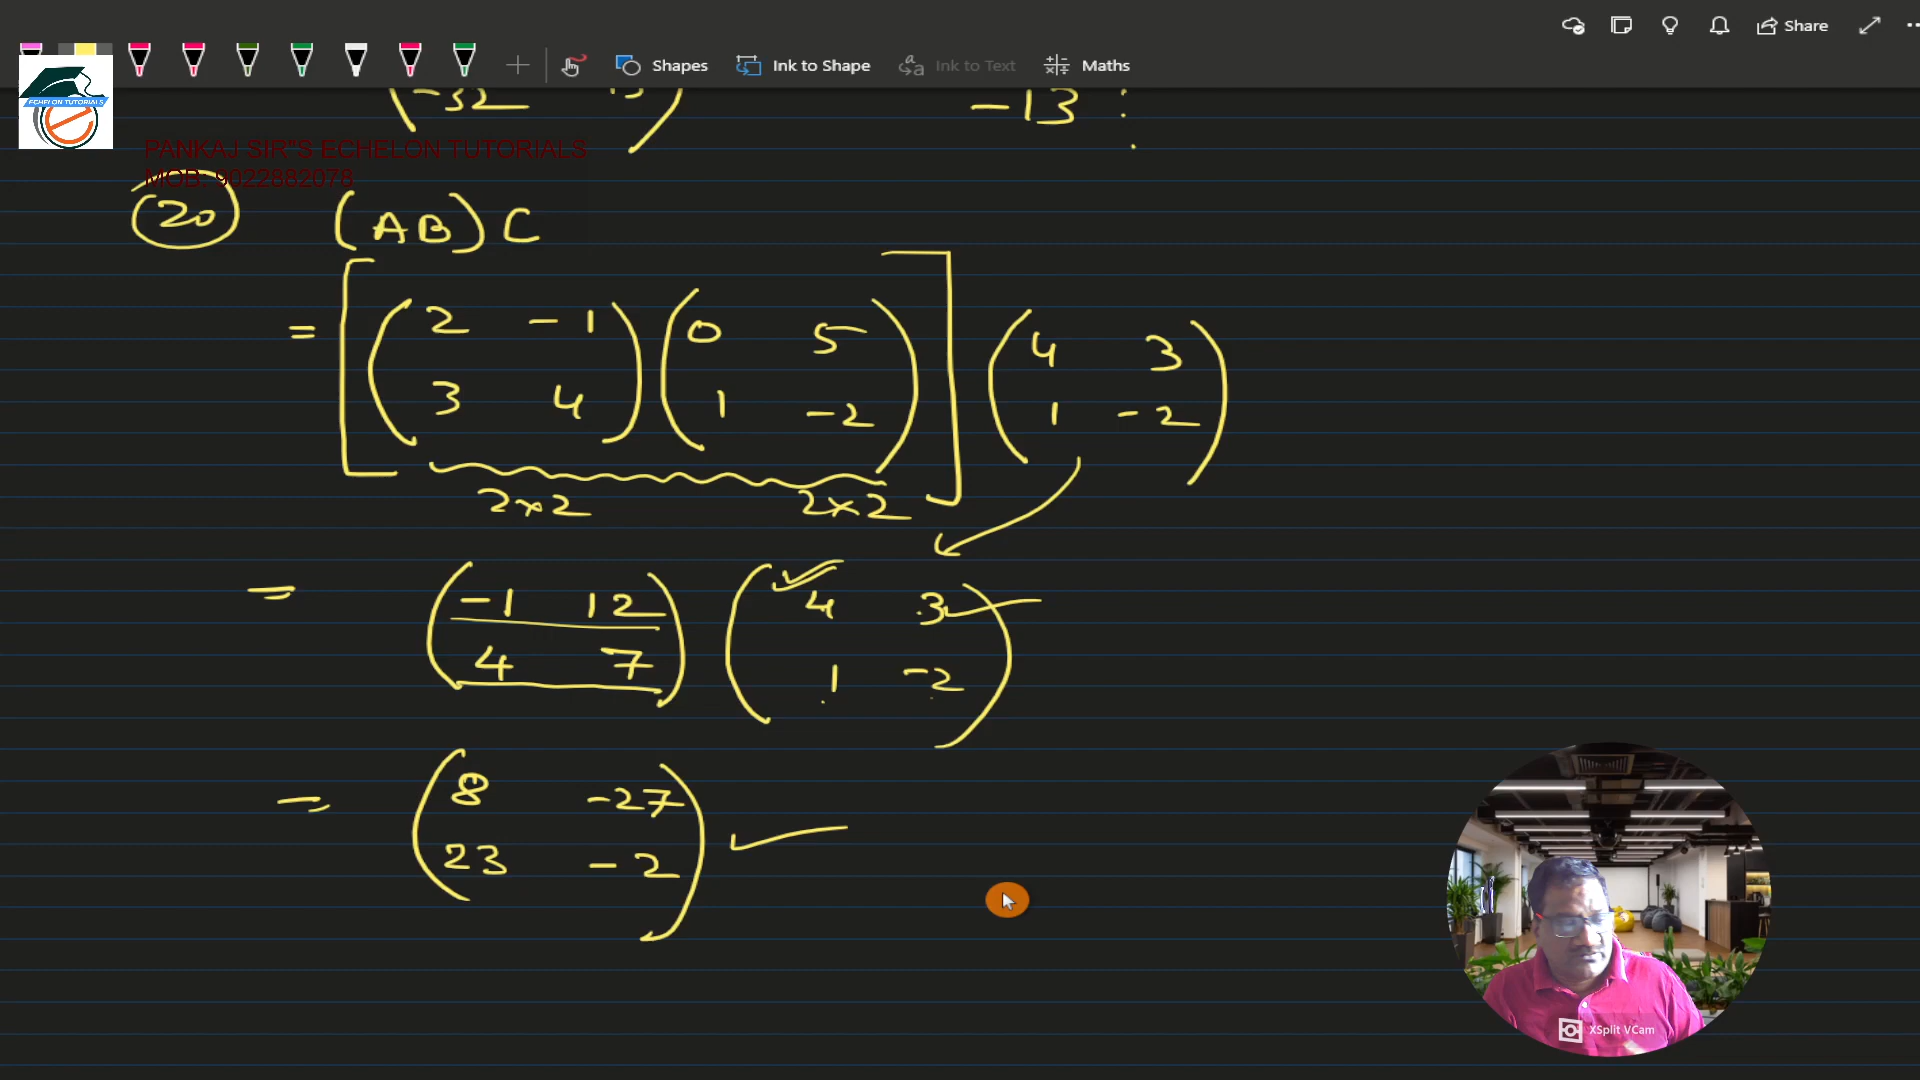 Share
Shapes Ink to Shape Ink to Text Maths
-32 -13 :
ECHELON TUTORIALS
PANKAJ SIR"S ECHELON TUTORIALS
MOB: 9022882078
20 (AB) C
= [ ( 2 -1 ) ( 0 5 ) ] ( 4 3 )
3 4 1 -2 1 -2
2x2 2x2
= ( -1 12 ) ( 4 3 )
4 7 1 -2
= ( 8 -27 )
23 -2
XSplit VCam